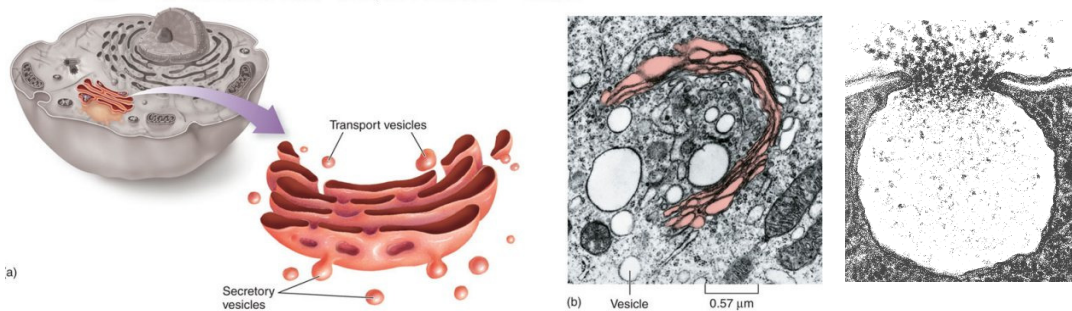 Transport vesicles
(a)
Secretory
vesicles
(b)
Vesicle
0.57 μm